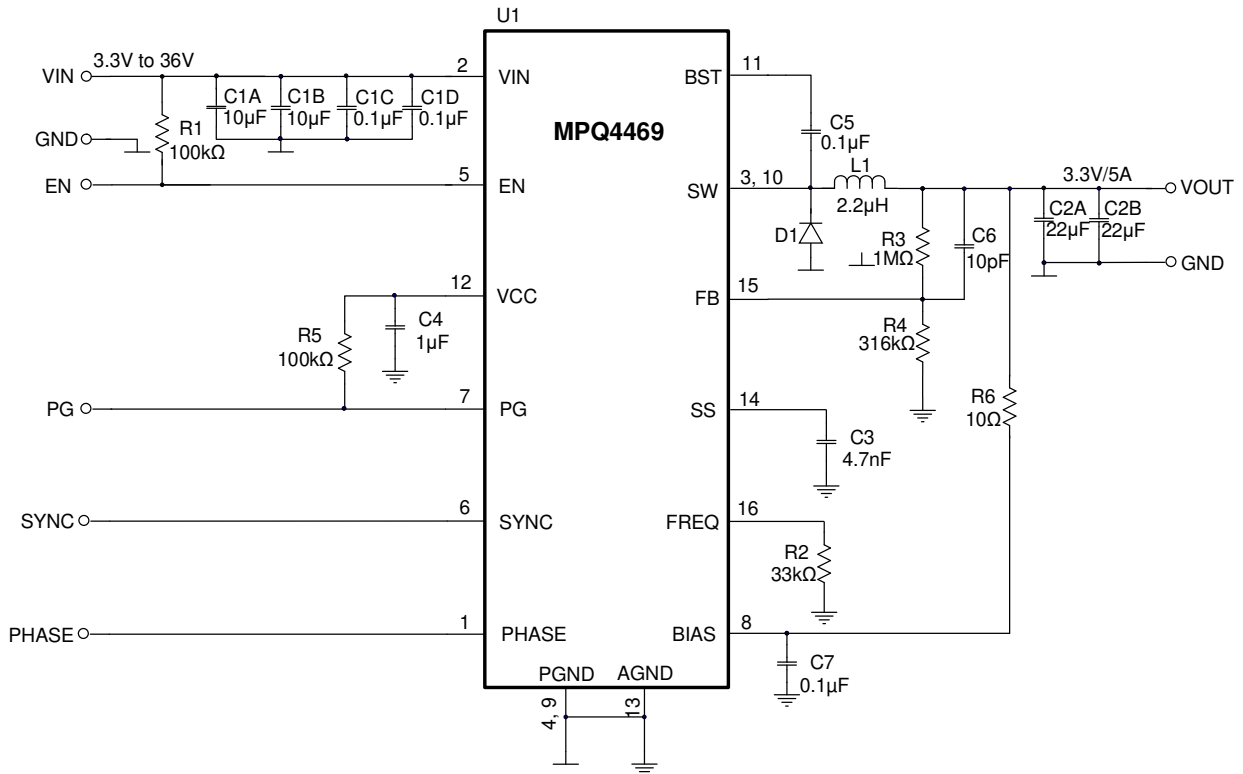 U1
3.3V to 36V
VIN
2
VIN
C1A
10µF
C1B
10µF
C1C
0.1µF
C1D
0.1µF
R1
100kΩ
GND
EN
5
EN
MPQ4469
BST
11
C5
0.1µF
L1
SW
3, 10
2.2µH
3.3V/5A
VOUT
C2A
22µF
C2B
22µF
D1
R3
1MΩ
C6
10pF
GND
12
VCC
FB
15
C4
1µF
R5
100kΩ
R4
316kΩ
PG
7
PG
SS
14
R6
10Ω
C3
4.7nF
SYNC
6
SYNC
FREQ
16
R2
33kΩ
PHASE
1
PHASE
BIAS
8
C7
0.1µF
PGND
AGND
4, 9
13